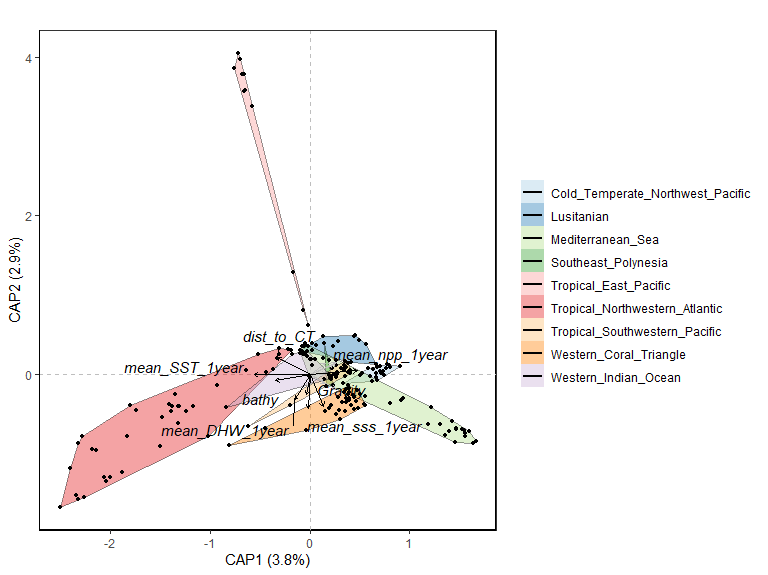 4
2
0
CAP2 (2.9%)
dist_to_CT
mean_npp_1year
mean_SST_1year
Gravity
bathy
mean_DHW_1year
mean_sss_1year
-2
-1
0
1
CAP1 (3.8%)
Cold_Temperate_Northwest_Pacific
Lusitanian
Mediterranean_Sea
Southeast_Polynesia
Tropical_East_Pacific
Tropical_Northwestern_Atlantic
Tropical_Southwestern_Pacific
Western_Coral_Triangle
Western_Indian_Ocean